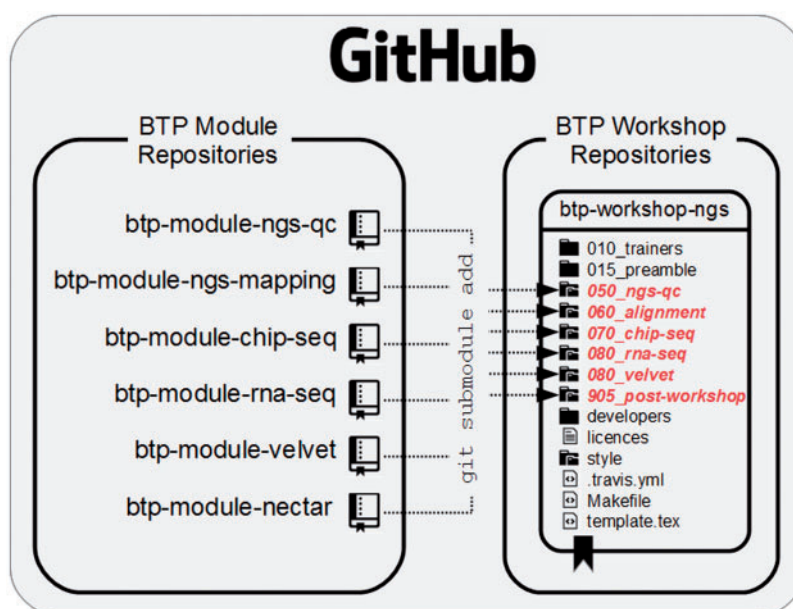 GitHub
BTP Module
Repositories
btp-module-ngs-qc
btp-module-ngs-mapping
btp-module-chip-seq
btp-module-rna-seq
btp-module-velvet
btp-module-nectar
git submodule add
BTP Workshop
Repositories
btp-workshop-ngs
010_trainers
015_preamble
050_ngs-qc
060_alignment
070_chip-seq
080_rna-seq
080_velvet
905_post-workshop
developers
licences
style
.travis.yml
Makefile
template.tex